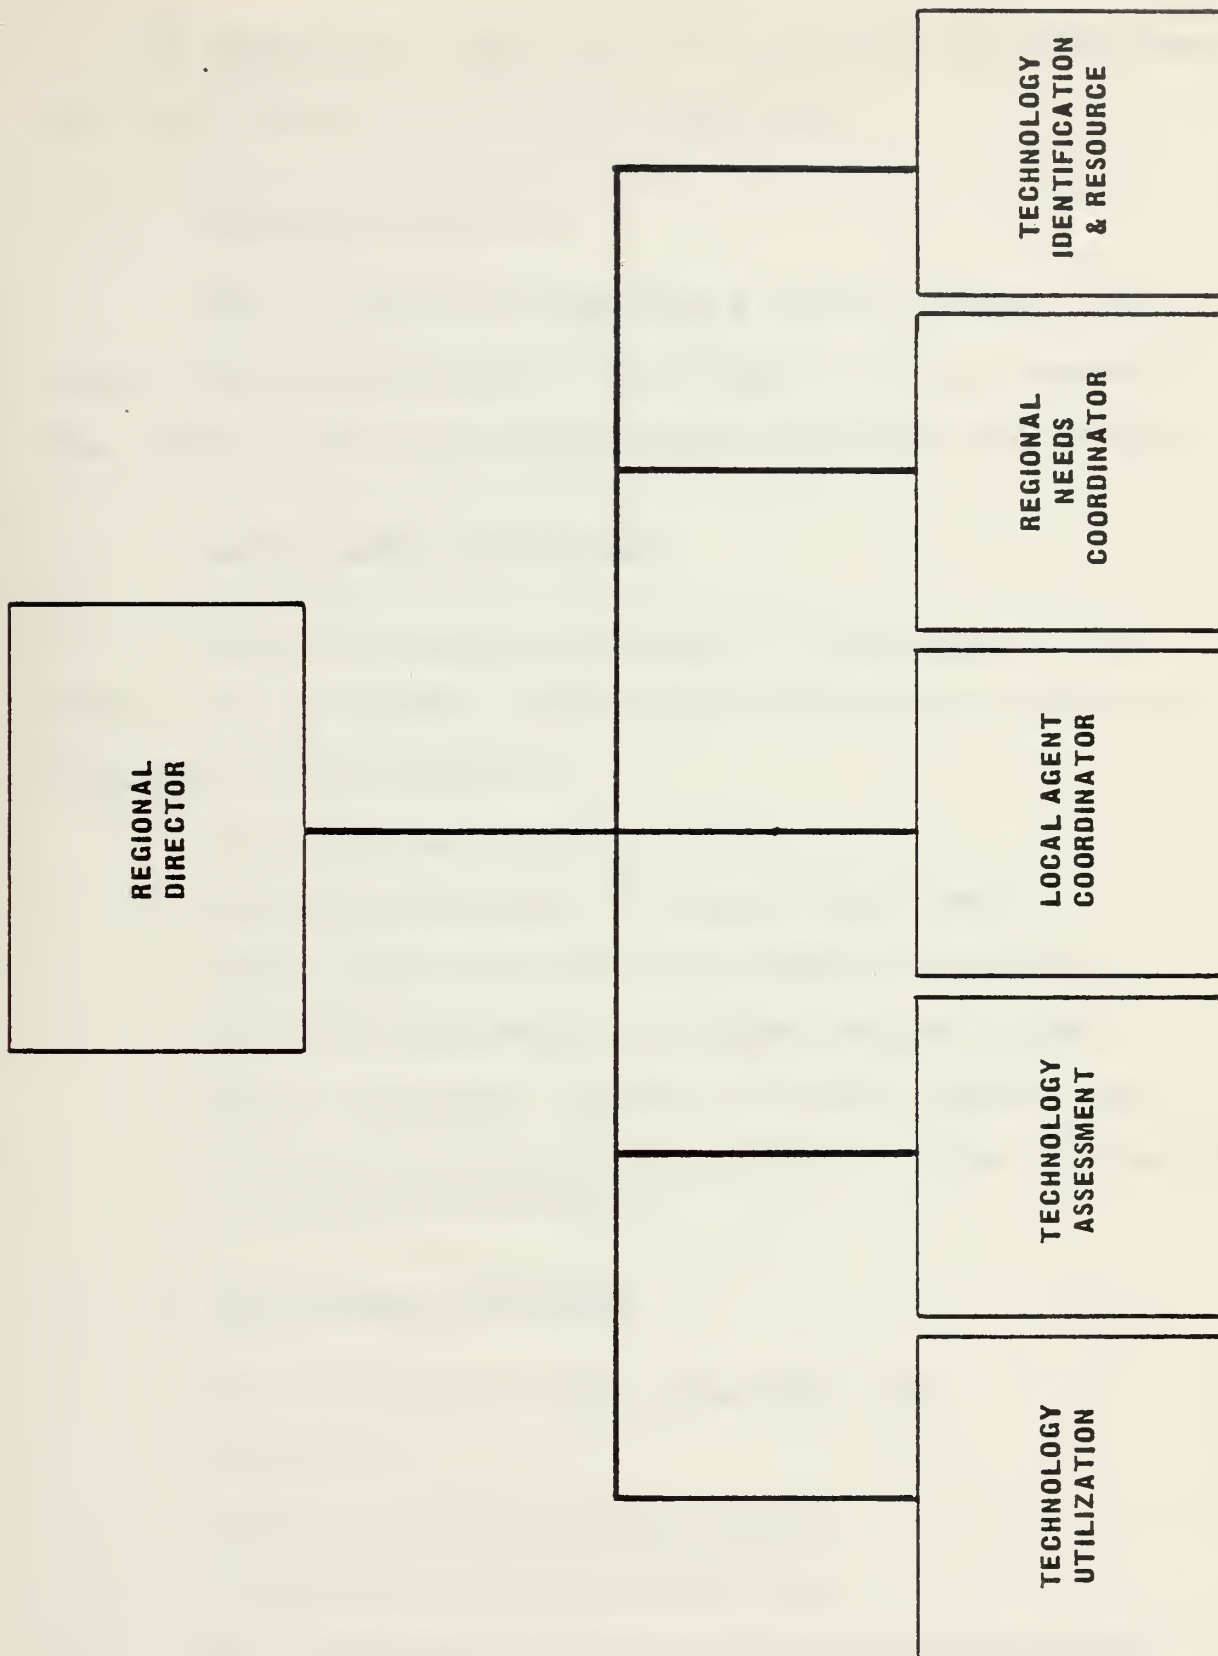 REGIONAL
DIRECTOR
TECHNOLOGY
UTILIZATION
TECHNOLOGY
ASSESSMENT
LOCAL AGENT
COORDINATOR
REGIONAL
NEEDS
COORDINATOR
TECHNOLOGY
IDENTIFICATION
& RESOURCE